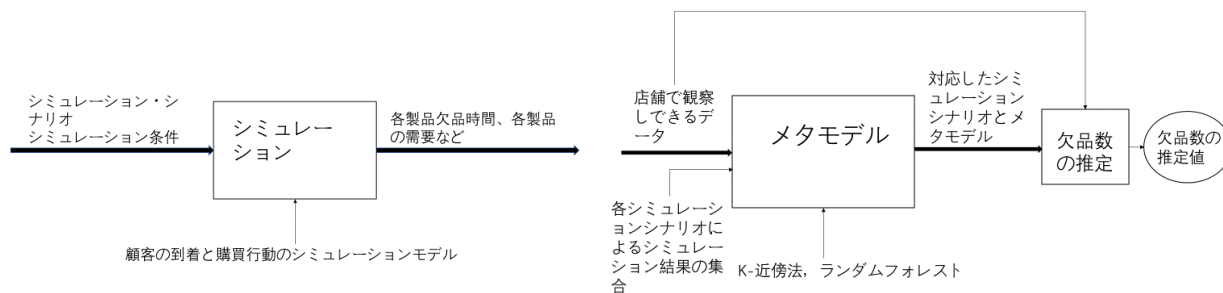 シミュレーション・シ
ナリオ
シミュレーション条件
シミュレー
ション
各製品欠品時間、各製品
の需要など
顧客の到着と購買行動のシミュレーションモデル
店舗で観察
しできるデ
ータ
メタモデル
対応したシミ
ュレーション
シナリオとメ
タモデル
欠品数
の推定
欠品数の
推定値
各シミュレーシ
ョンシナリオに
よるシミュレー
ション結果の集
合
K-近傍法，ランダムフォレスト